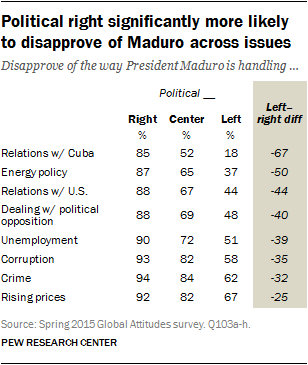 Political right significantly more likely
to disapprove of Maduro across issues
Disapprove of the way President Maduro is handling ...
Political __
Right Center Left Left–
right diff
% % %
Relations w/ Cuba 85 52 18 -67
Energy policy 87 65 37 -50
Relations w/ U.S. 88 67 44 -44
Dealing w/ political
opposition 88 69 48 -40
Unemployment 90 72 51 -39
Corruption 93 82 58 -35
Crime 94 84 62 -32
Rising prices 92 82 67 -25
Source: Spring 2015 Global Attitudes survey. Q103a-h.
PEW RESEARCH CENTER